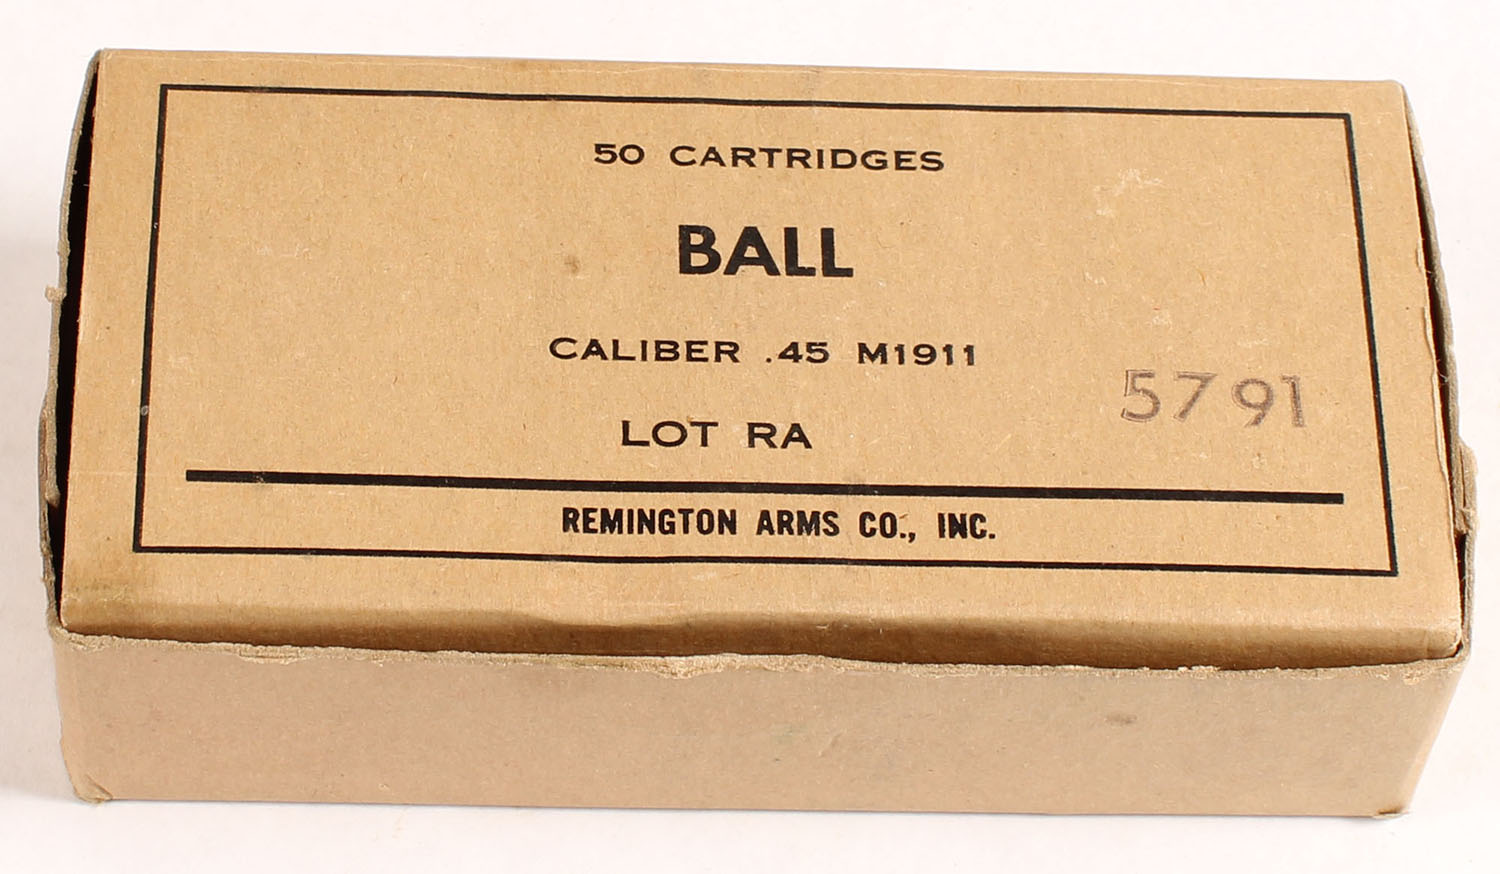 50 CARTRIDGES
BALL
CALIBER .45 M1911
LOT RA 5791
REMINGTON ARMS CO., INC.